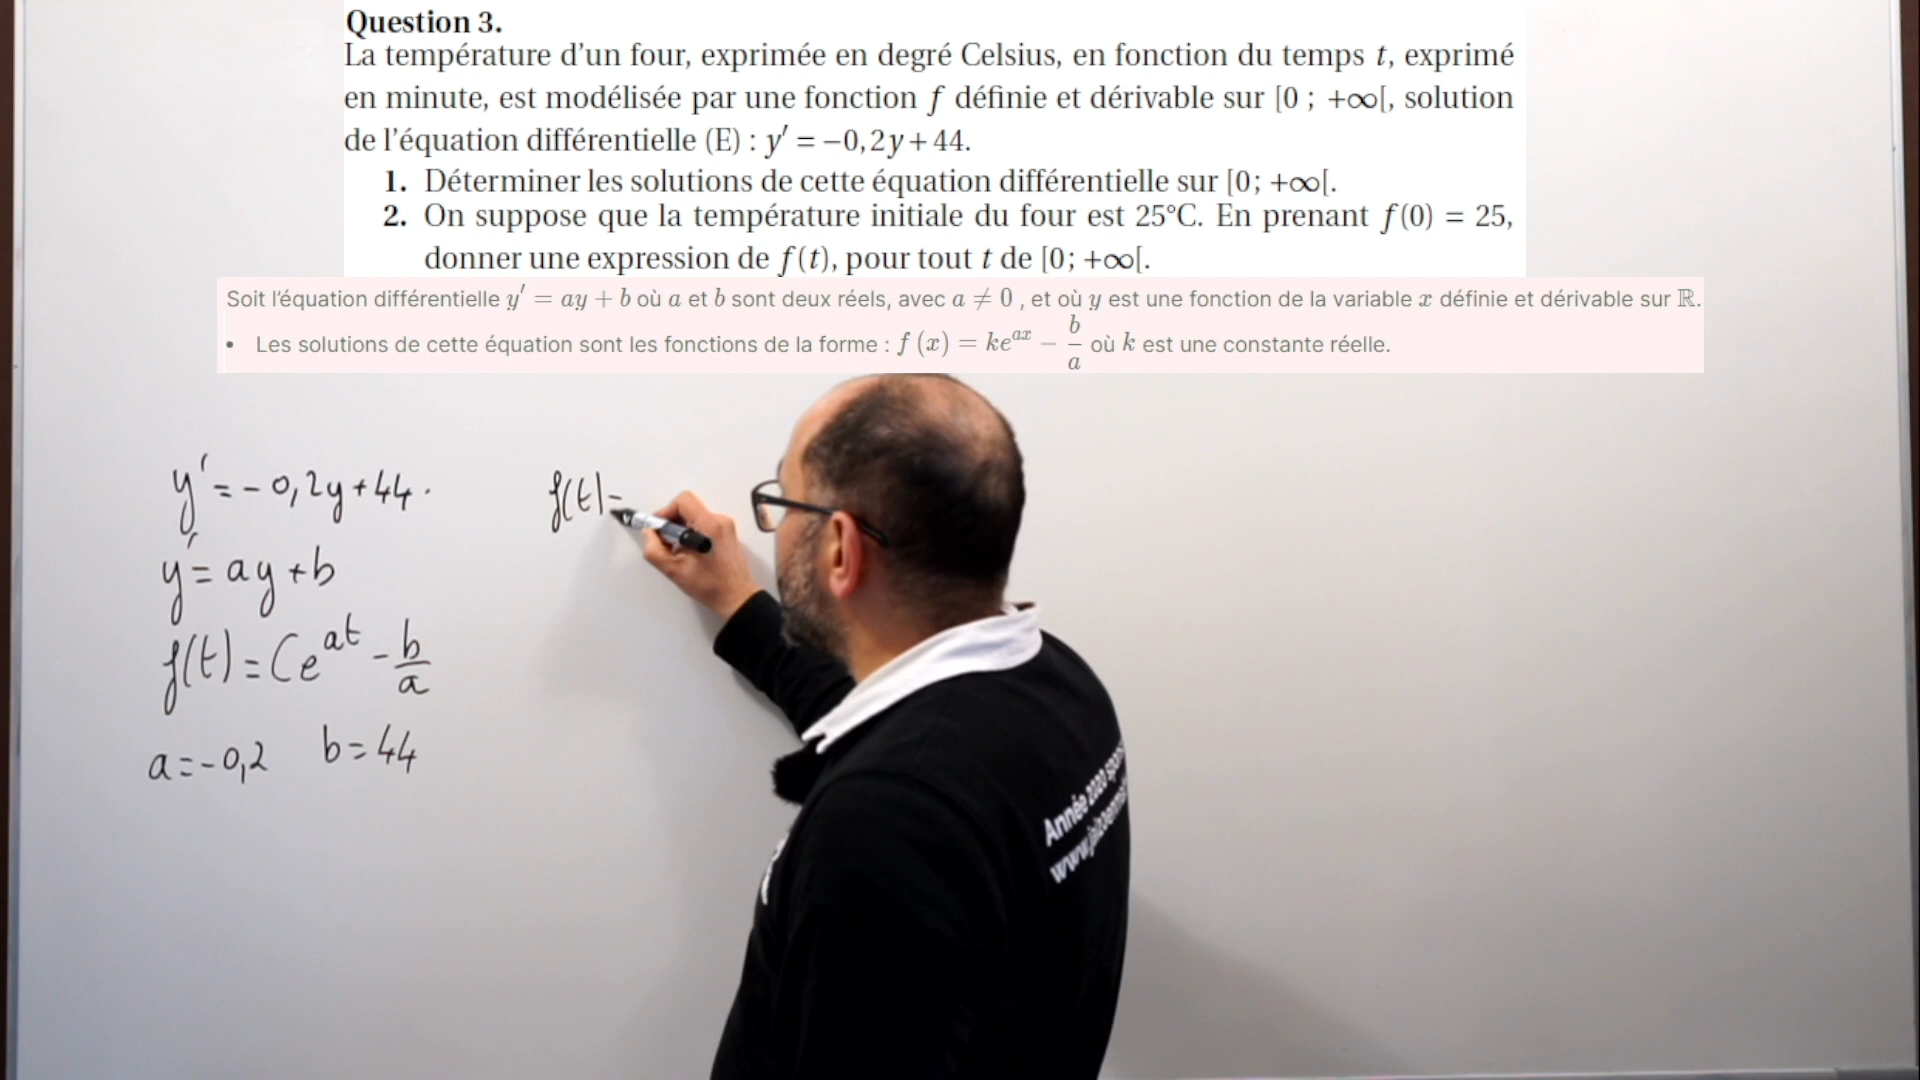 Question 3.
La température d'un four, exprimée en degré Celsius, en fonction du temps t, exprimé
en minute, est modélisée par une fonction f définie et dérivable sur [0 ; +∞[, solution
de l'équation différentielle (E) : y' = −0,2y + 44.
1. Déterminer les solutions de cette équation différentielle sur [0; +∞[.
2. On suppose que la température initiale du four est 25°C. En prenant f(0) = 25,
donner une expression de f(t), pour tout t de [0; +∞[.
Soit l'équation différentielle y' = ay + b où a et b sont deux réels, avec a ≠ 0 , et où y est une fonction de la variable x définie et dérivable sur ℝ.
• Les solutions de cette équation sont les fonctions de la forme : f (x) = ke^{ax} − b/a où k est une constante réelle.
y' = - 0,2y + 44 .
y' = ay + b
f(t) = Ce^{at} - b/a
a = -0,2 b = 44
f(t) =
Année 2020